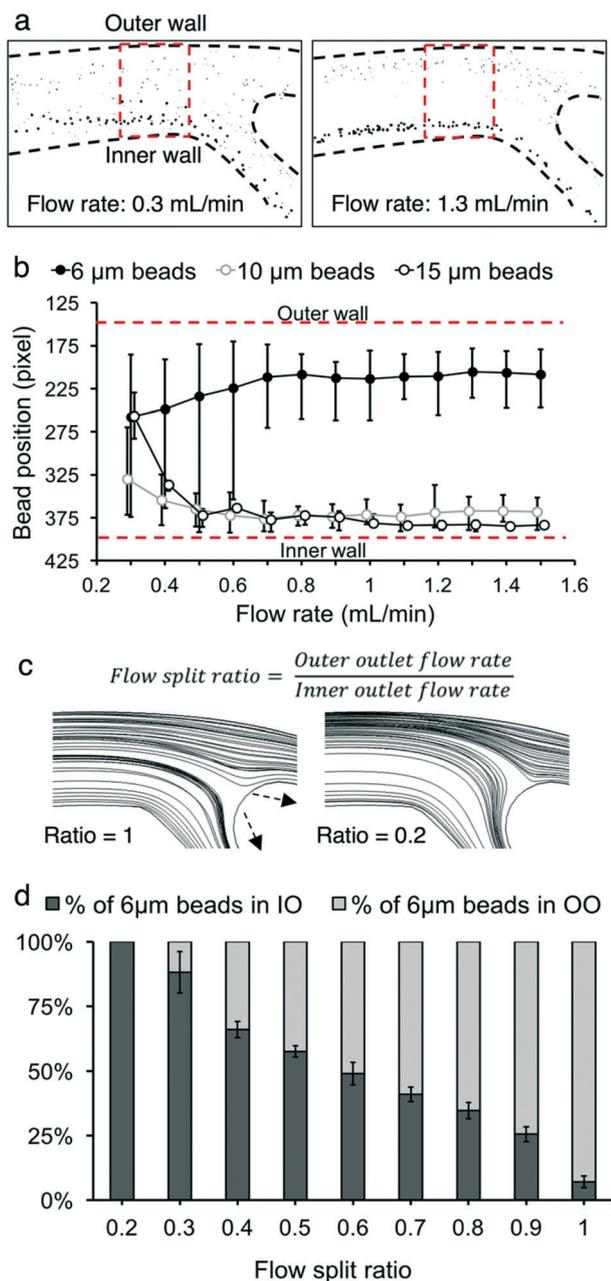 a
Outer wall
Inner wall
Flow rate: 0.3 mL/min
Flow rate: 1.3 mL/min
b
6 µm beads 10 µm beads 15 µm beads
Bead position (pixel)
125
175
225
275
325
375
425
Outer wall
Inner wall
0.2 0.4 0.6 0.8 1 1.2 1.4 1.6
Flow rate (mL/min)
c
Flow split ratio = Outer outlet flow rate
Inner outlet flow rate
Ratio = 1
Ratio = 0.2
d
% of 6µm beads in IO % of 6µm beads in OO
100%
75%
50%
25%
0%
0.2 0.3 0.4 0.5 0.6 0.7 0.8 0.9 1
Flow split ratio